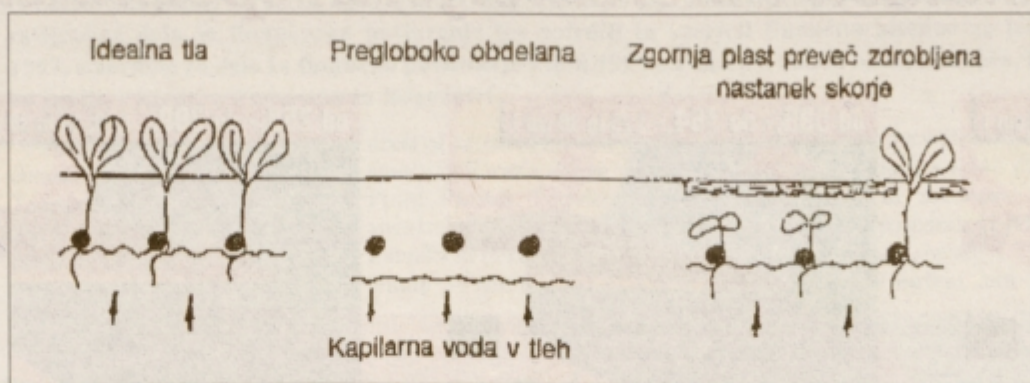 Idealna tla
Pregloboko obdelana
Zgornja plast preveč zdrobljena
nastanek skorje
Kapilarna voda v tleh